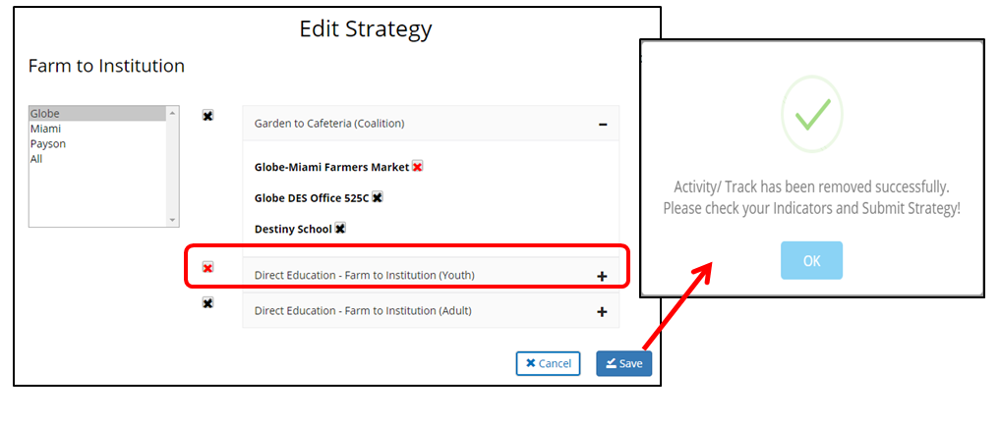 Edit Strategy
Farm to Institution
Globe
Miami
Payson
All
Garden to Cafeteria (Coalition)
Globe-Miami Farmers Market
Globe DES Office 525C
Destiny School
Direct Education - Farm to Institution (Youth)
Direct Education - Farm to Institution (Adult)
Cancel
Save
Activity/ Track has been removed successfully.
Please check your Indicators and Submit Strategy!
OK